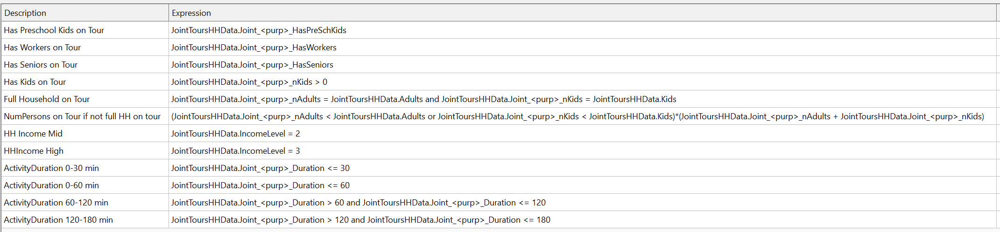 Description Expression
Has Preschool Kids on Tour JointToursHHData.Joint_<purp>_HasPreSchKids
Has Workers on Tour JointToursHHData.Joint_<purp>_HasWorkers
Has Seniors on Tour JointToursHHData.Joint_<purp>_HasSeniors
Has Kids on Tour JointToursHHData.Joint_<purp>_nKids > 0
Full Household on Tour JointToursHHData.Joint_<purp>_nAdults = JointToursHHData.Adults and JointToursHHData.Joint_<purp>_nKids = JointToursHHData.Kids
NumPersons on Tour if not full HH on tour (JointToursHHData.Joint_<purp>_nAdults < JointToursHHData.Adults or JointToursHHData.Joint_<purp>_nKids < JointToursHHData.Kids)*(JointToursHHData.Joint_<purp>_nAdults + JointToursHHData.Joint_<purp>_nKids)
HH Income Mid JointToursHHData.IncomeLevel = 2
HHIncome High JointToursHHData.IncomeLevel = 3
ActivityDuration 0-30 min JointToursHHData.Joint_<purp>_Duration <= 30
ActivityDuration 0-60 min JointToursHHData.Joint_<purp>_Duration <= 60
ActivityDuration 60-120 min JointToursHHData.Joint_<purp>_Duration > 60 and JointToursHHData.Joint_<purp>_Duration <= 120
ActivityDuration 120-180 min JointToursHHData.Joint_<purp>_Duration > 120 and JointToursHHData.Joint_<purp>_Duration <= 180